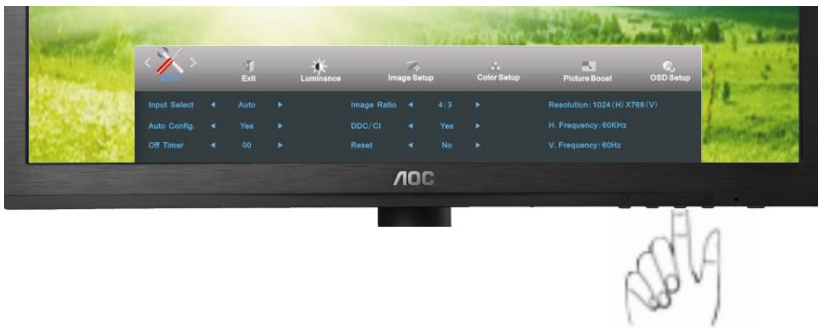 Extra
Exit
Luminance
Image Setup
Color Setup
Picture Boost
OSD Setup
Input Select Auto Image Ratio 4:3 Resolution:1024(H)X768(V)
Auto Config. Yes DDC/CI Yes H. Frequency:60KHz
Off Timer 00 Reset No V. Frequency:60Hz
AOC